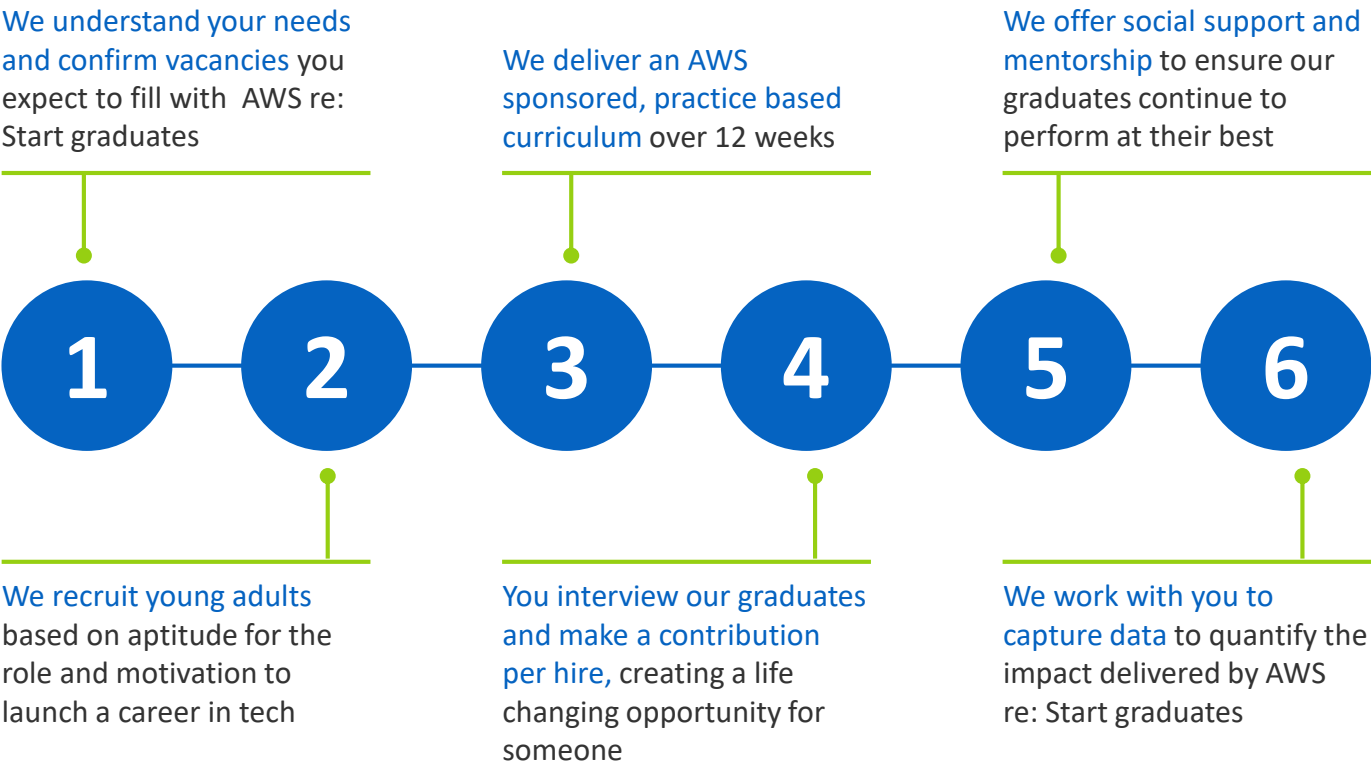 We understand your needs
and confirm vacancies you
expect to fill with  AWS re:
Start graduates
We deliver an AWS
sponsored, practice based
curriculum over 12 weeks
We offer social support and
mentorship to ensure our
graduates continue to
perform at their best
1
2
3
4
5
6
We recruit young adults
based on aptitude for the
role and motivation to
launch a career in tech
You interview our graduates
and make a contribution
per hire, creating a life
changing opportunity for
someone
We work with you to
capture data to quantify the
impact delivered by AWS
re: Start graduates